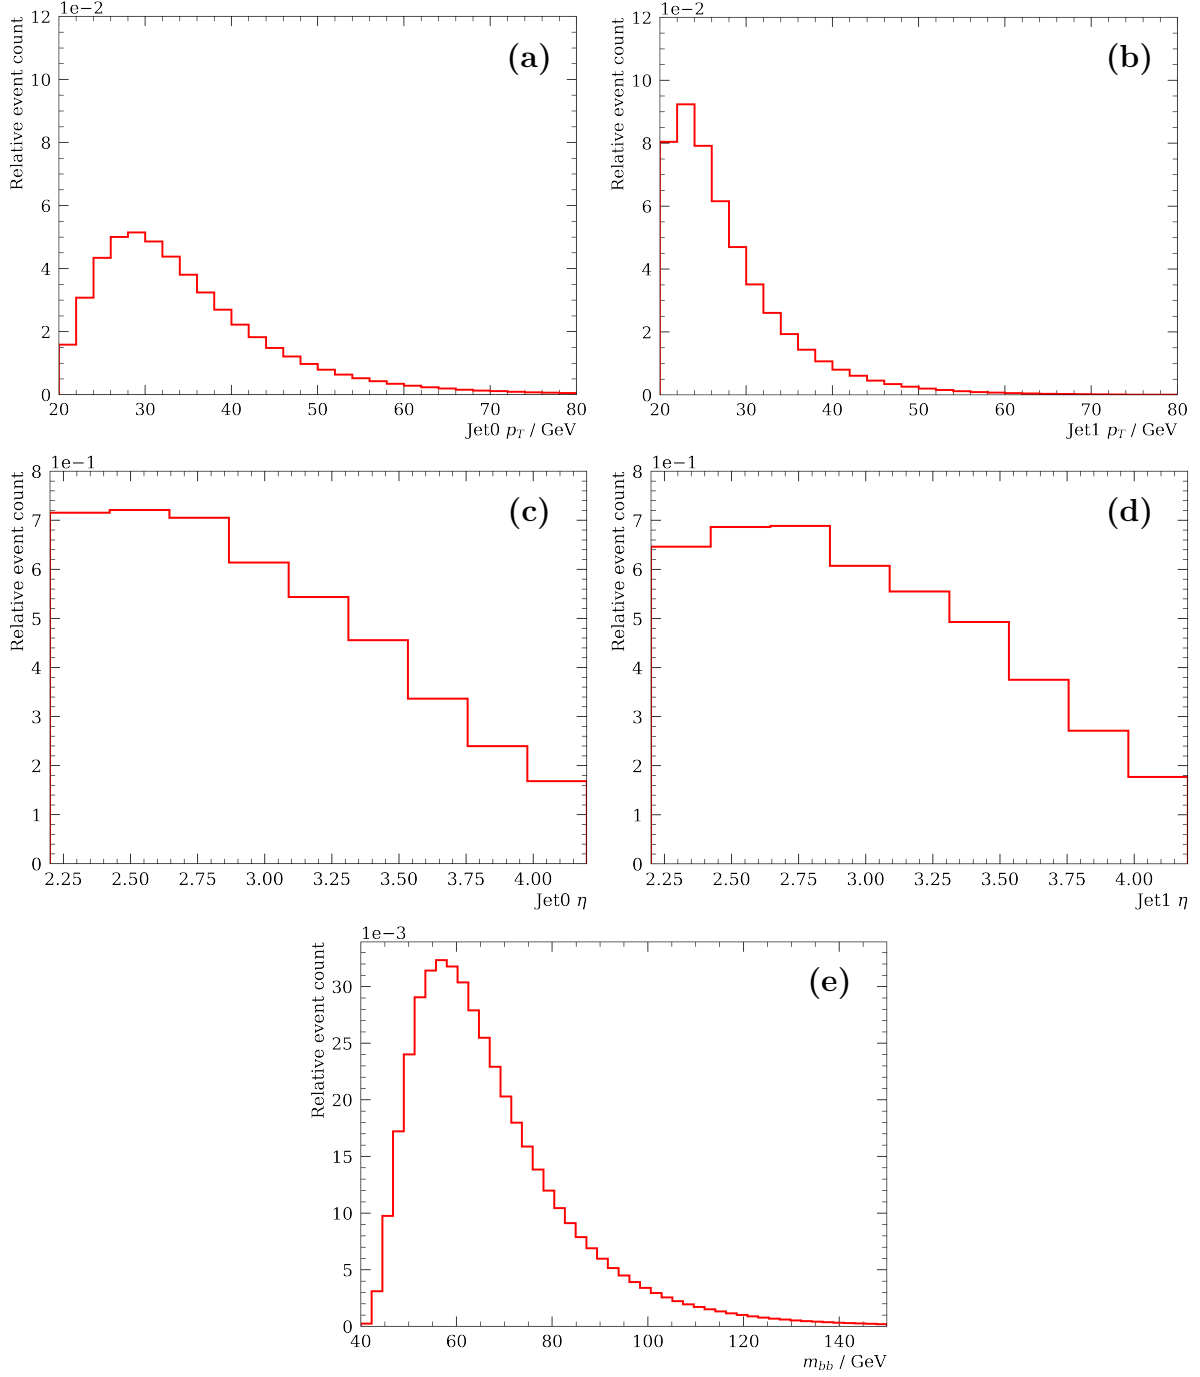 1e−2
12
10
8
6
4
2
0
Relative event count
(a)
20 30 40 50 60 70 80
Jet0 p_T / GeV
1e−2
12
10
8
6
4
2
0
Relative event count
(b)
20 30 40 50 60 70 80
Jet1 p_T / GeV
1e−1
8
7
6
5
4
3
2
1
0
Relative event count
(c)
2.25 2.50 2.75 3.00 3.25 3.50 3.75 4.00
Jet0 η
1e−1
8
7
6
5
4
3
2
1
0
Relative event count
(d)
2.25 2.50 2.75 3.00 3.25 3.50 3.75 4.00
Jet1 η
1e−3
30
25
20
15
10
5
0
Relative event count
(e)
40 60 80 100 120 140
m_{bb} / GeV